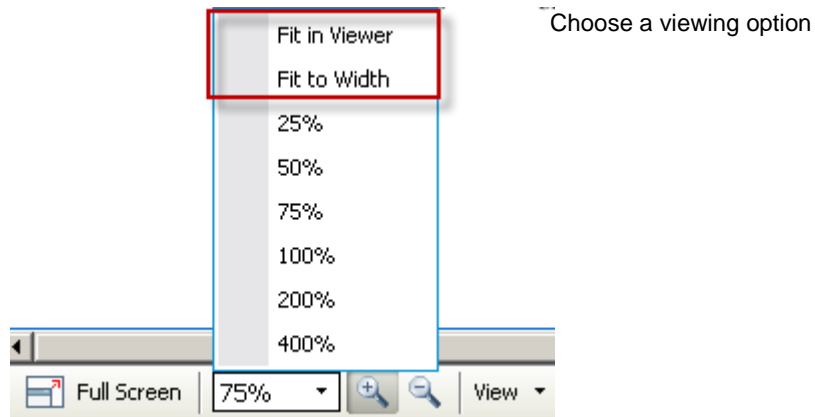 Choose a viewing option
Fit in Viewer
Fit to Width
25%
50%
75%
100%
200%
400%
Full Screen 75% View